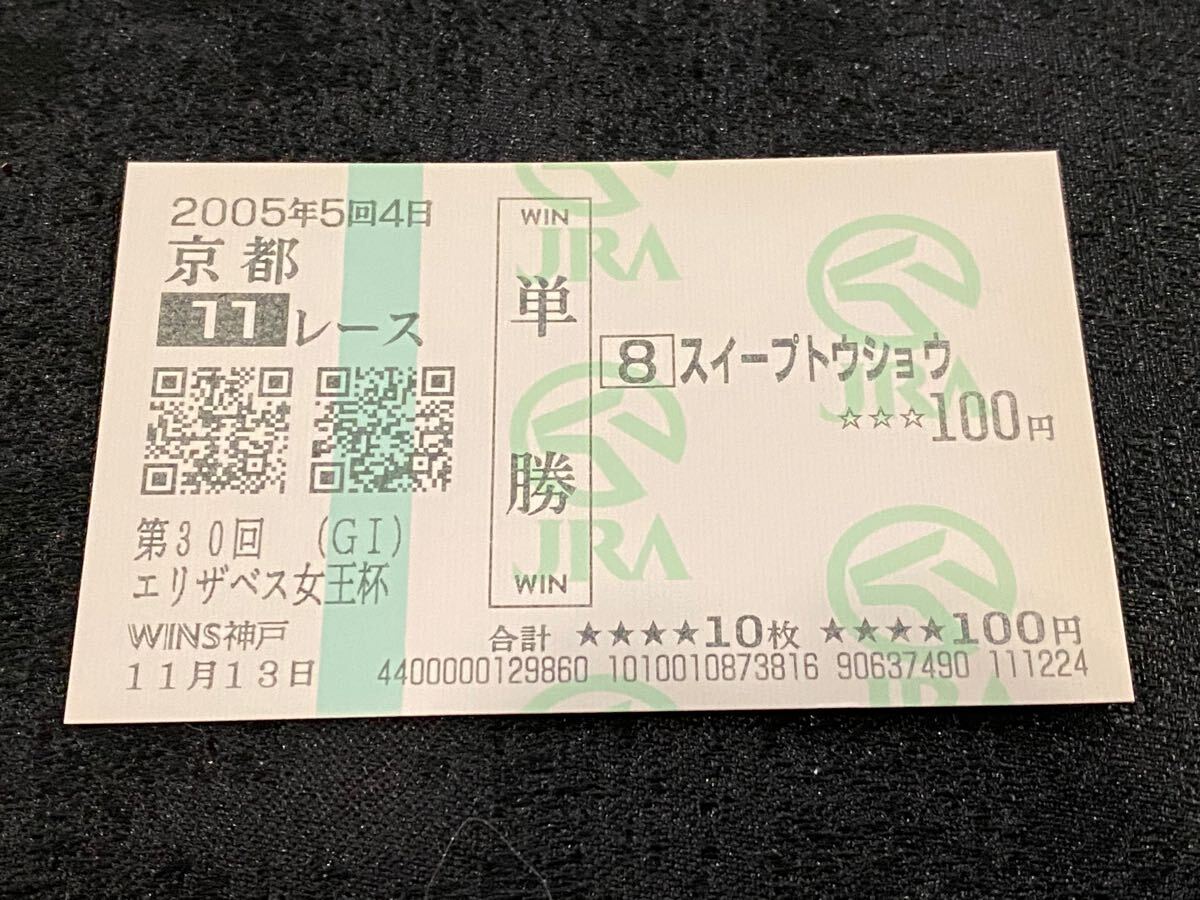 2005年5回4日
京都
11レース
第30回 (GI)
エリザベス女王杯
WINS神戸
11月13日
WIN
単勝
WIN
8 スイープトウショウ
☆☆☆100円
合計 ★★★★10枚 ★★★★100円
4400000129860 1010010873816 90637490 111224
JRA
JRA
JRA
JRA